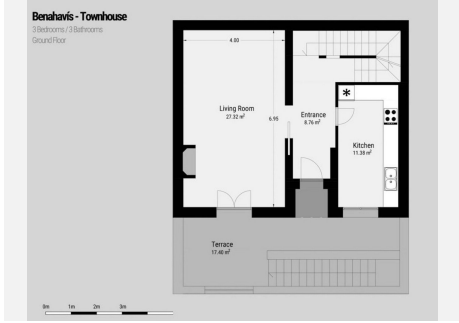 Benahavís - Townhouse
3 Bedrooms / 3 Bathrooms
Ground Floor
4.00
Living Room
27.32 m²
6.95
Entrance
8.76 m²
*
Kitchen
11.38 m²
Terrace
17.40 m²
0m 1m 2m 3m